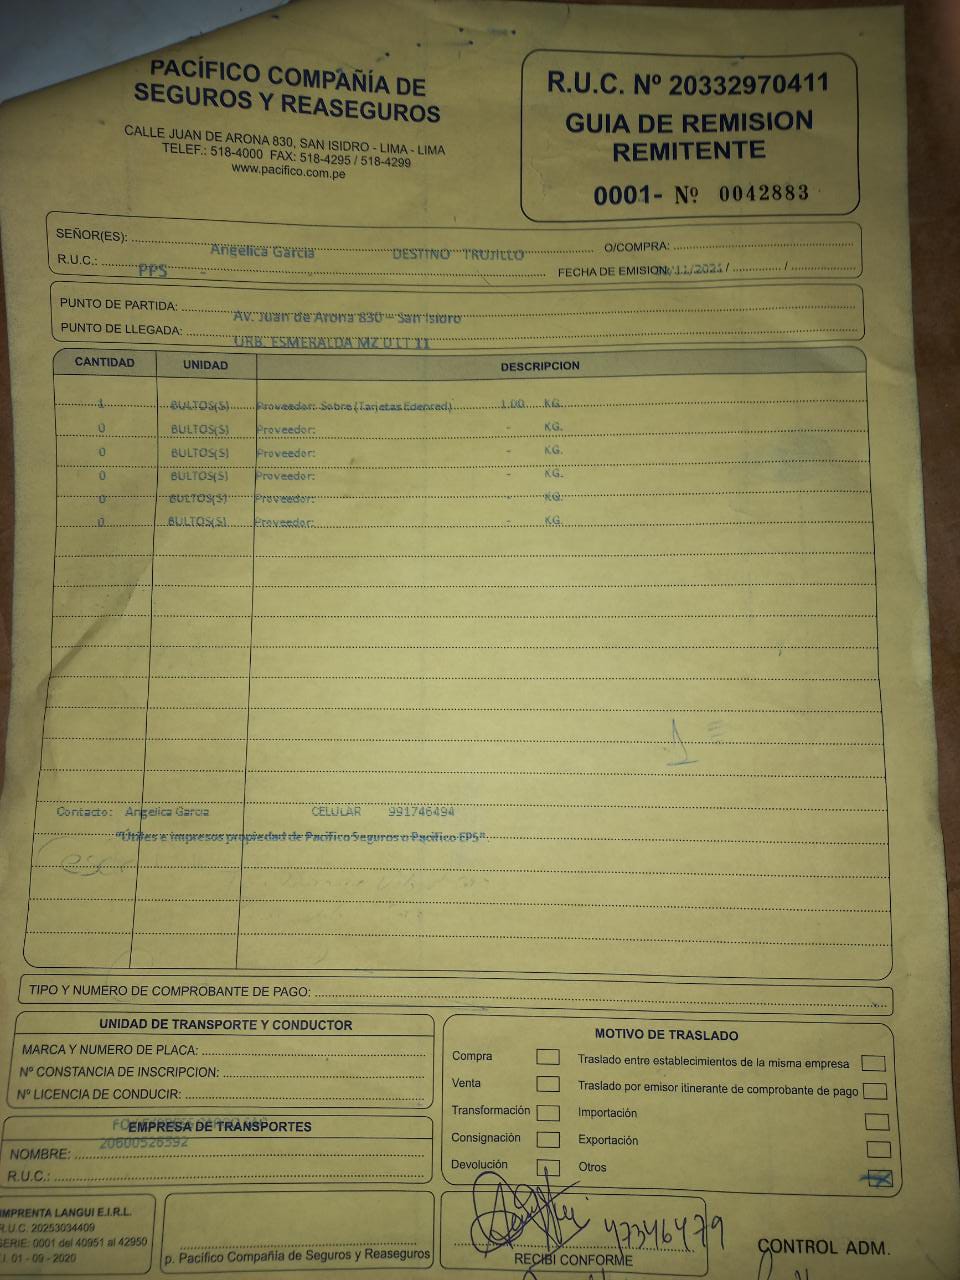 PACÍFICO COMPAÑÍA DE
SEGUROS Y REASEGUROS
CALLE JUAN DE ARONA 830, SAN ISIDRO - LIMA - LIMA
TELEF.: 518-4000 FAX: 518-4295 / 518-4299
www.pacifico.com.pe
R.U.C. Nº 20332970411
GUIA DE REMISION
REMITENTE
0001- Nº 0042883
SEÑOR(ES): Angelica Garcia DESTINO TRUJILLO O/COMPRA:
R.U.C.: PPS - FECHA DE EMISION: /11/2021 / /
PUNTO DE PARTIDA: Av. Juan de Arona 830 – San Isidro
PUNTO DE LLEGADA: URB. ESMERALDA MZ D LT 11
CANTIDAD UNIDAD DESCRIPCION
1 BULTOS(S) Proveedor: Sobre (Tarjetas Edenred) 1.00 KG.
0 BULTOS(S) Proveedor: - KG.
0 BULTOS(S) Proveedor: - KG.
0 BULTOS(S) Proveedor: - KG.
0 BULTOS(S) Proveedor: - KG.
0 BULTOS(S) Proveedor: - KG.
1
Contacto: Angelica Garcia CELULAR 991746494
"Utiles e impresos propiedad de Pacifico Seguros o Pacifico EPS".
TIPO Y NUMERO DE COMPROBANTE DE PAGO:
UNIDAD DE TRANSPORTE Y CONDUCTOR
MARCA Y NUMERO DE PLACA:
Nº CONSTANCIA DE INSCRIPCION:
Nº LICENCIA DE CONDUCIR:
EMPRESA DE TRANSPORTES
20600526592
NOMBRE:
R.U.C.:
MOTIVO DE TRASLADO
Compra Traslado entre establecimientos de la misma empresa
Venta Traslado por emisor itinerante de comprobante de pago
Transformación Importación
Consignación Exportación
Devolución Otros
IMPRENTA LANGUI E.I.R.L.
R.U.C. 20253034409
SERIE: 0001 del 40951 al 42950
F.I. 01 - 09 - 2020
p. Pacífico Compañía de Seguros y Reaseguros
47346479
RECIBI CONFORME
CONTROL ADM.